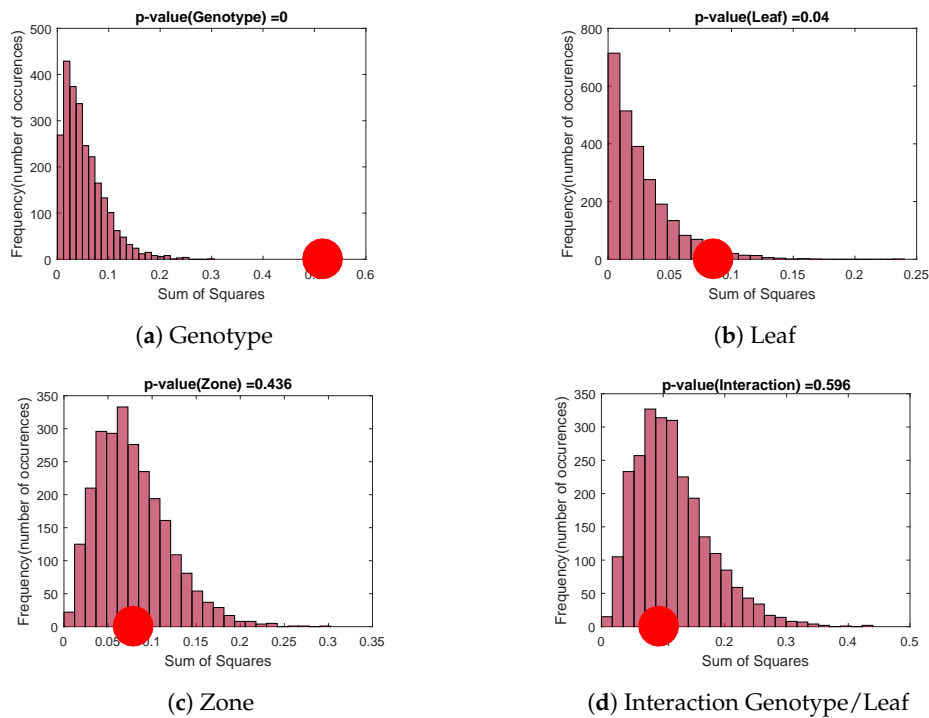 p-value(Genotype) =0
500
400
300
200
100
0
Frequency(number of occurences)
0 0.1 0.2 0.3 0.4 0.6
Sum of Squares
(a) Genotype
p-value(Leaf) =0.04
800
600
400
200
0
Frequency(number of occurences)
0 0.05 0.1 0.15 0.2 0.25
Sum of Squares
(b) Leaf
p-value(Zone) =0.436
350
300
250
200
150
100
50
0
Frequency(number of occurences)
0 0.05 0.1 0.15 0.2 0.25 0.3 0.35
Sum of Squares
(c) Zone
p-value(Interaction) =0.596
350
300
250
200
150
100
50
0
Frequency(number of occurences)
0 0.1 0.2 0.3 0.4 0.5
Sum of Squares
(d) Interaction Genotype/Leaf